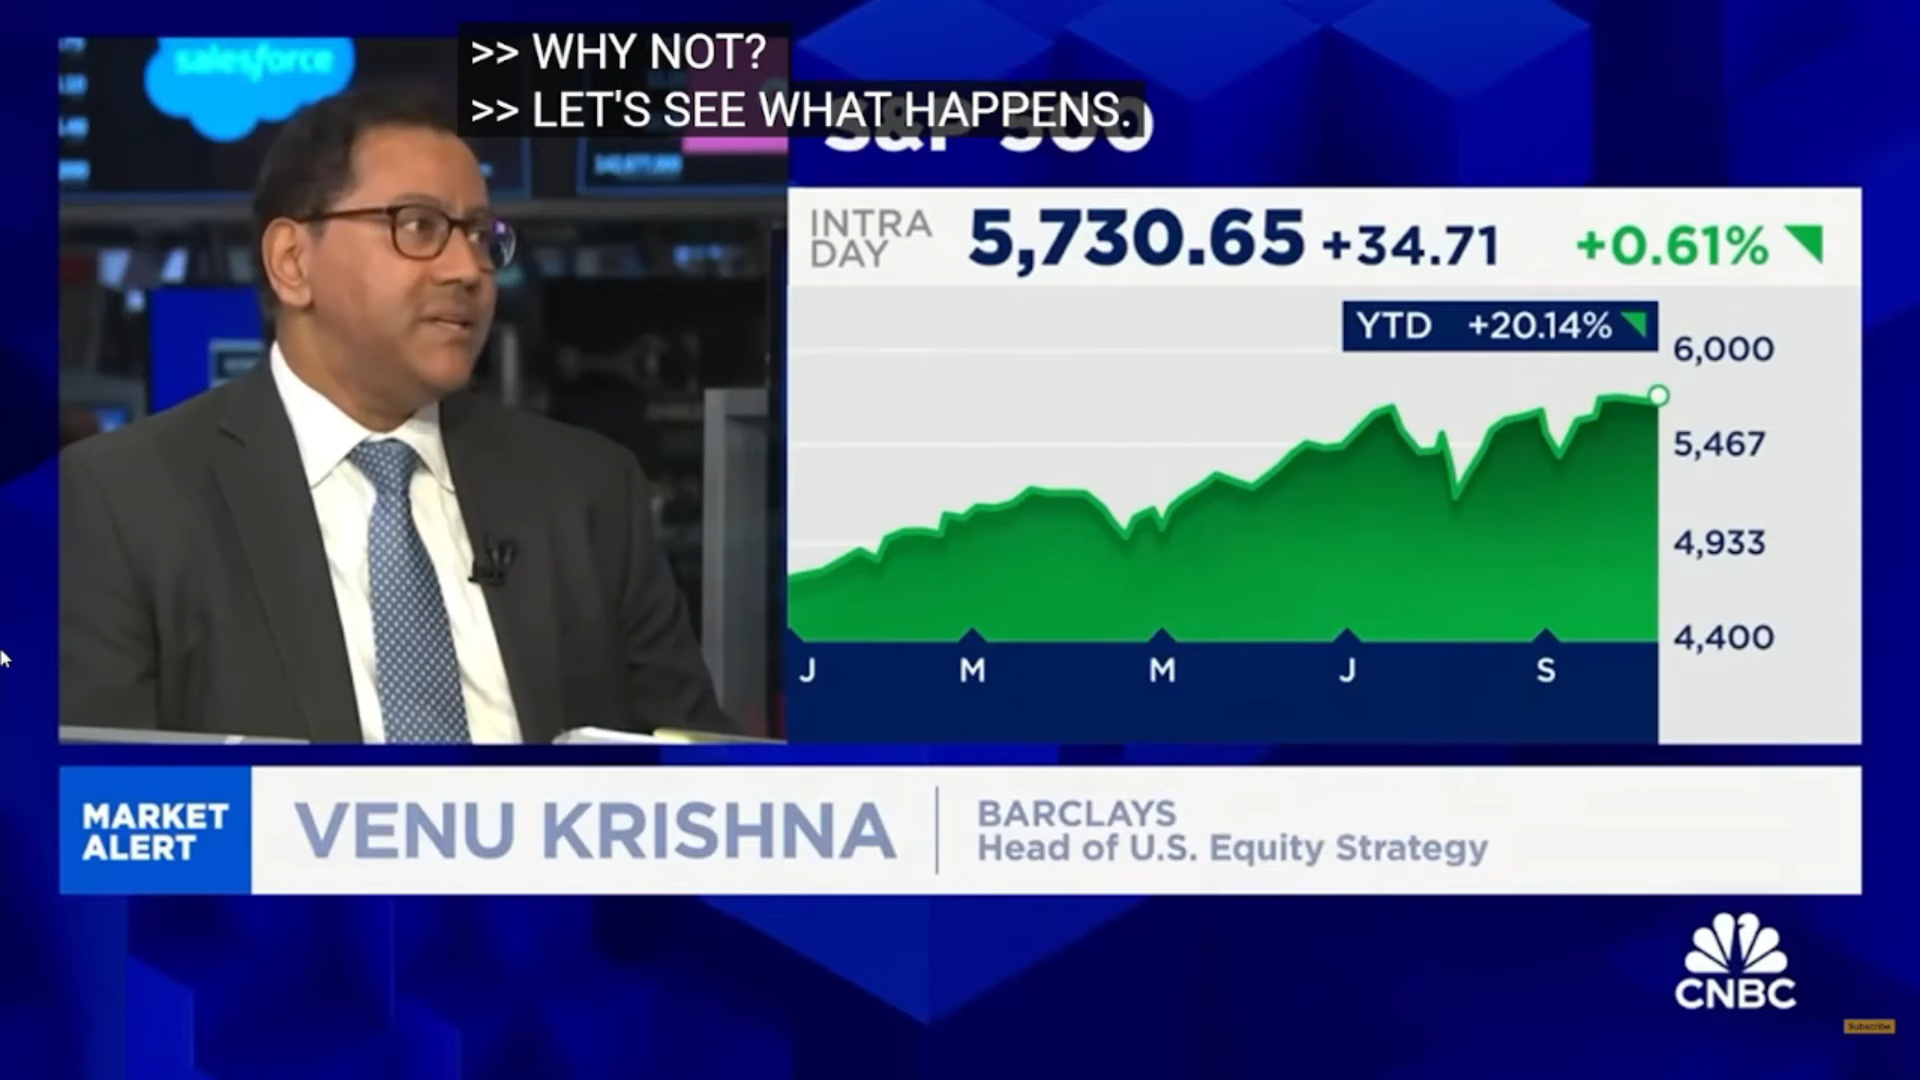 salesforce
>> WHY NOT?
>> LET'S SEE WHAT HAPPENS.
S&P 500
INTRA
DAY
5,730.65 +34.71 +0.61%
YTD +20.14%
6,000
5,467
4,933
4,400
J M M J S
MARKET
ALERT
VENU KRISHNA
BARCLAYS
Head of U.S. Equity Strategy
CNBC
Subscribe